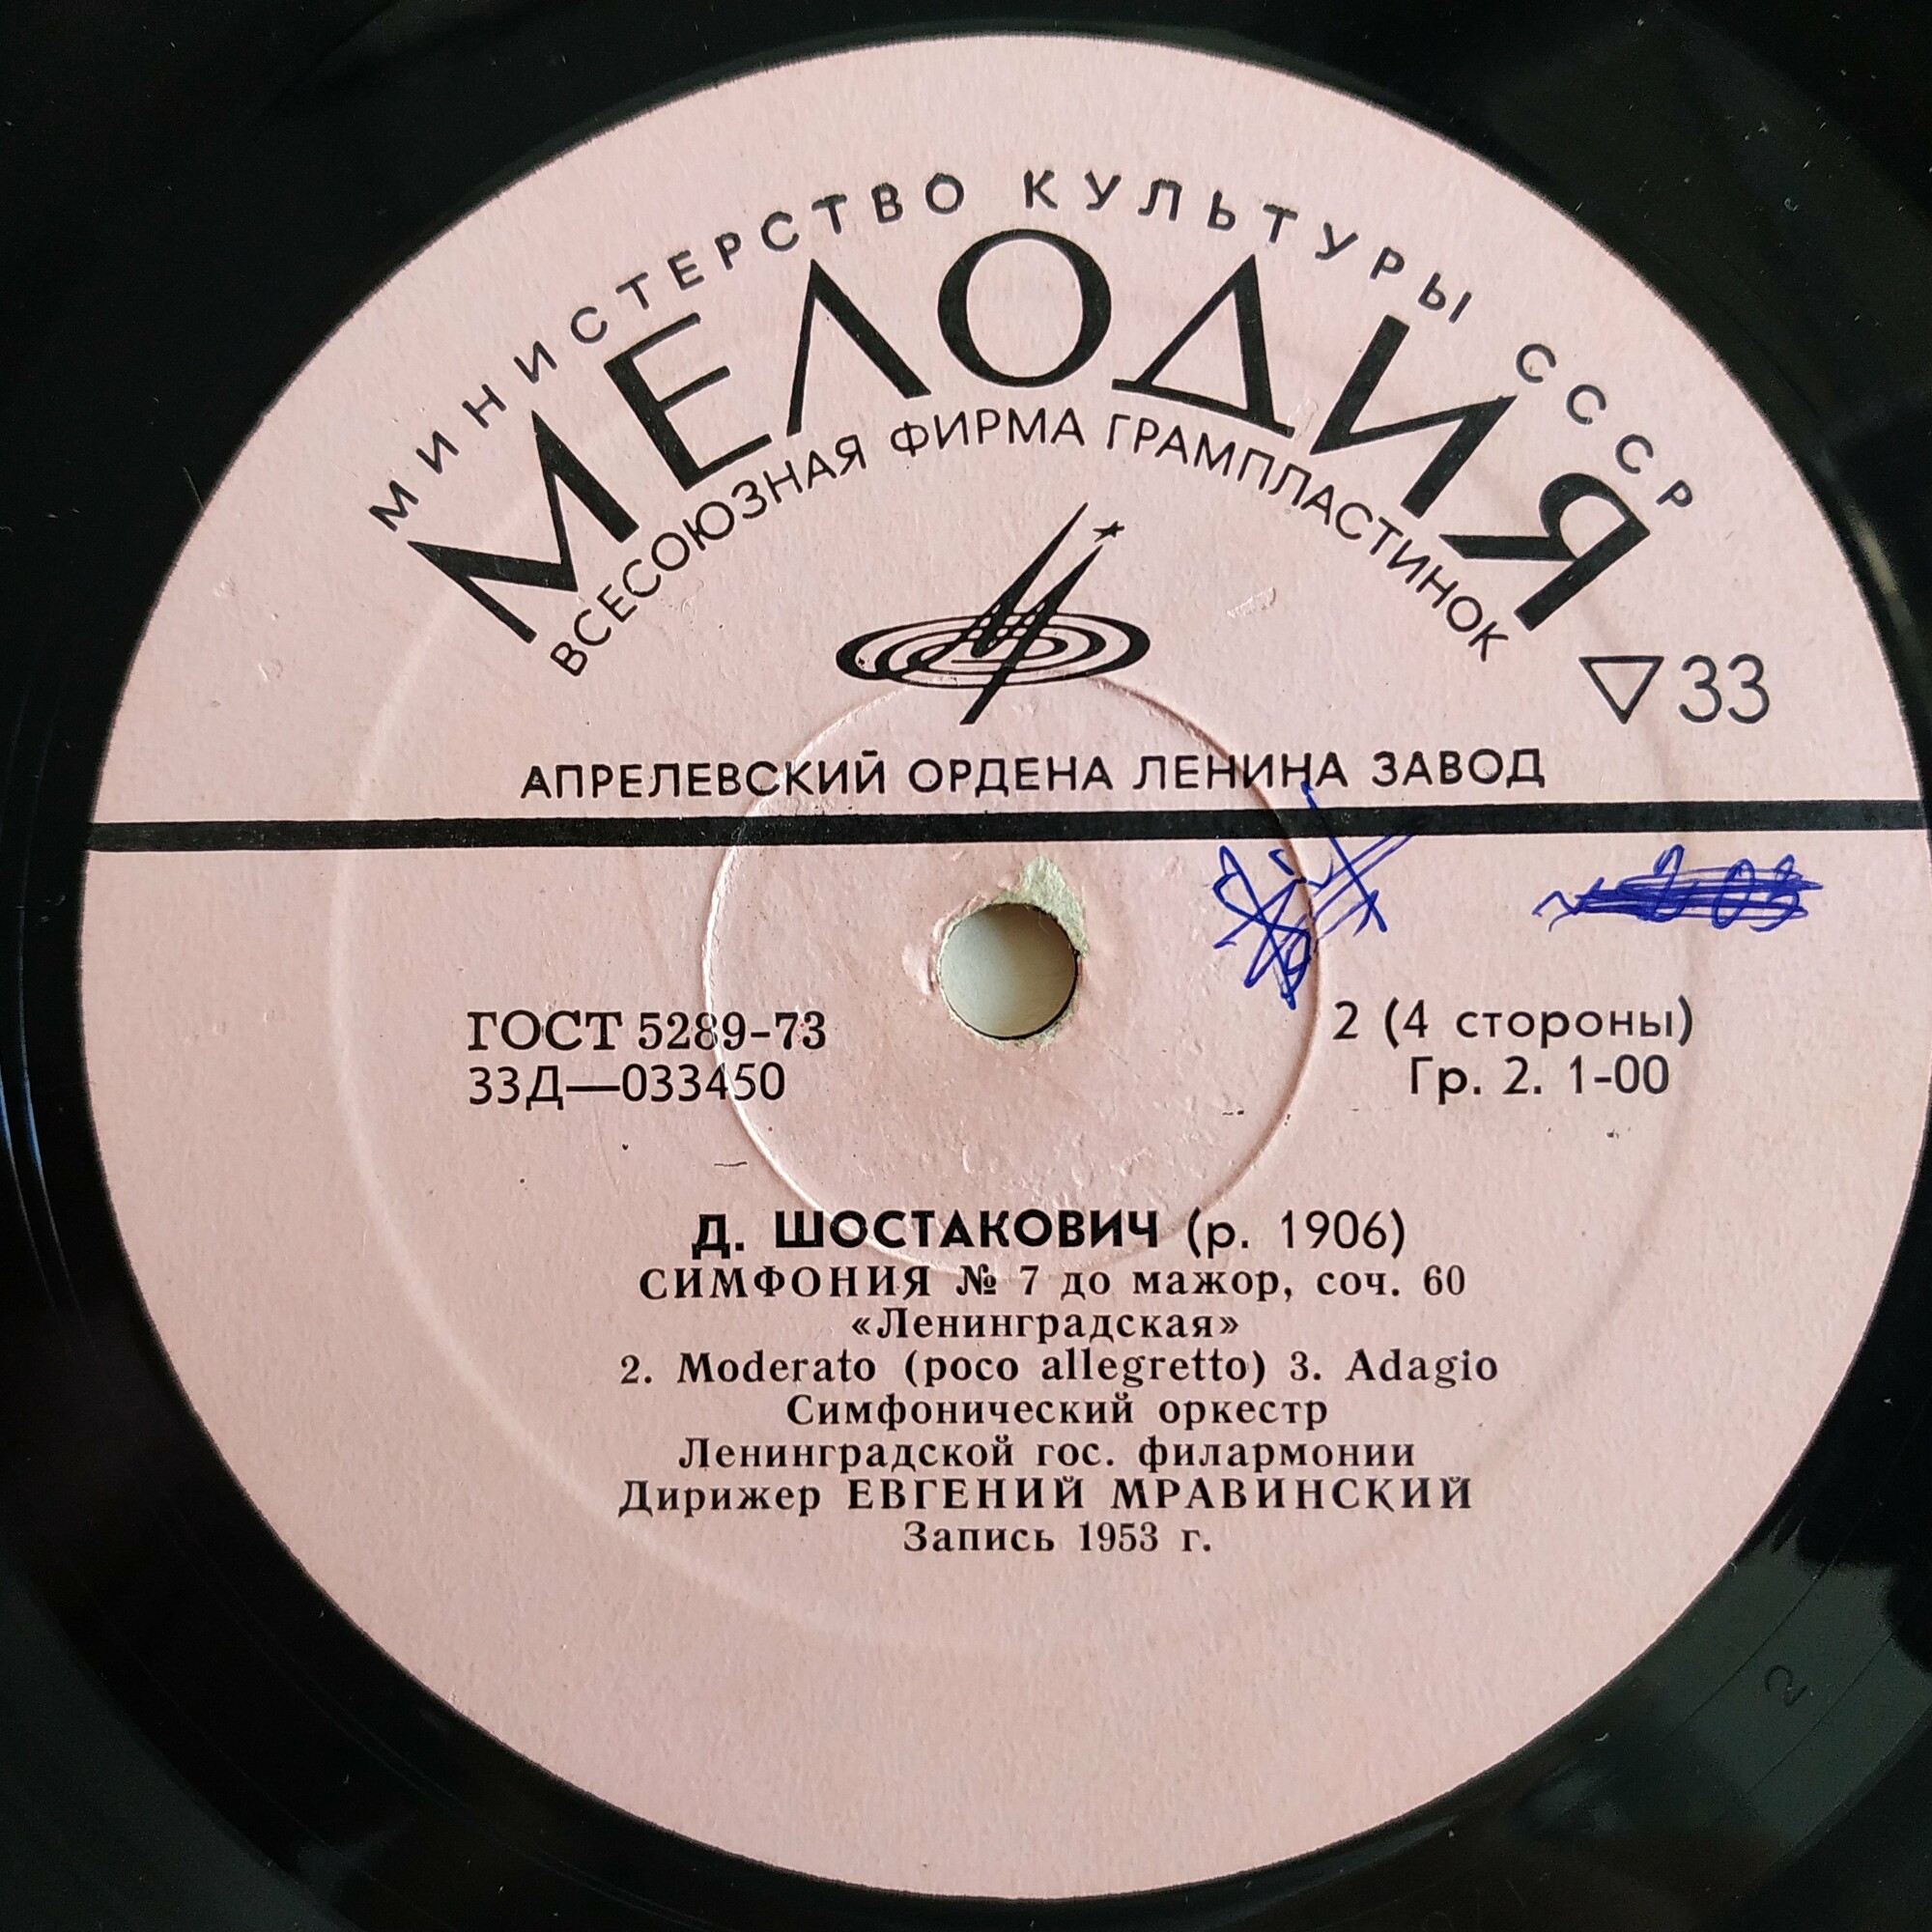 МИНИСТЕРСТВО КУЛЬТУРЫ СССР
МЕЛОДИЯ
ВСЕСОЮЗНАЯ ФИРМА ГРАМПЛАСТИНОК
33
АПРЕЛЕВСКИЙ ОРДЕНА ЛЕНИНА ЗАВОД
ГОСТ 5289-73
33Д—033450
2 (4 стороны)
Гр. 2. 1-00
Д. ШОСТАКОВИЧ (р. 1906)
СИМФОНИЯ № 7 до мажор, соч. 60
«Ленинградская»
2. Moderato (poco allegretto) 3. Adagio
Симфонический оркестр
Ленинградской гос. филармонии
Дирижер ЕВГЕНИЙ МРАВИНСКИЙ
Запись 1953 г.
2